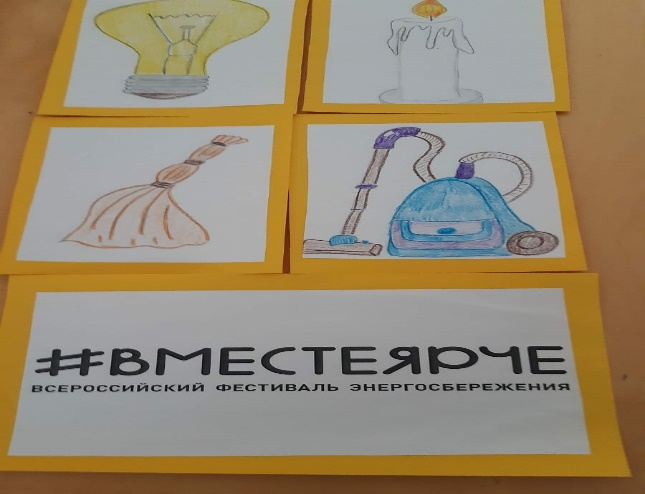 #ВМЕСТЕЯРЧЕ
ВСЕРОССИЙСКИЙ ФЕСТИВАЛЬ ЭНЕРГОСБЕРЕЖЕНИЯ